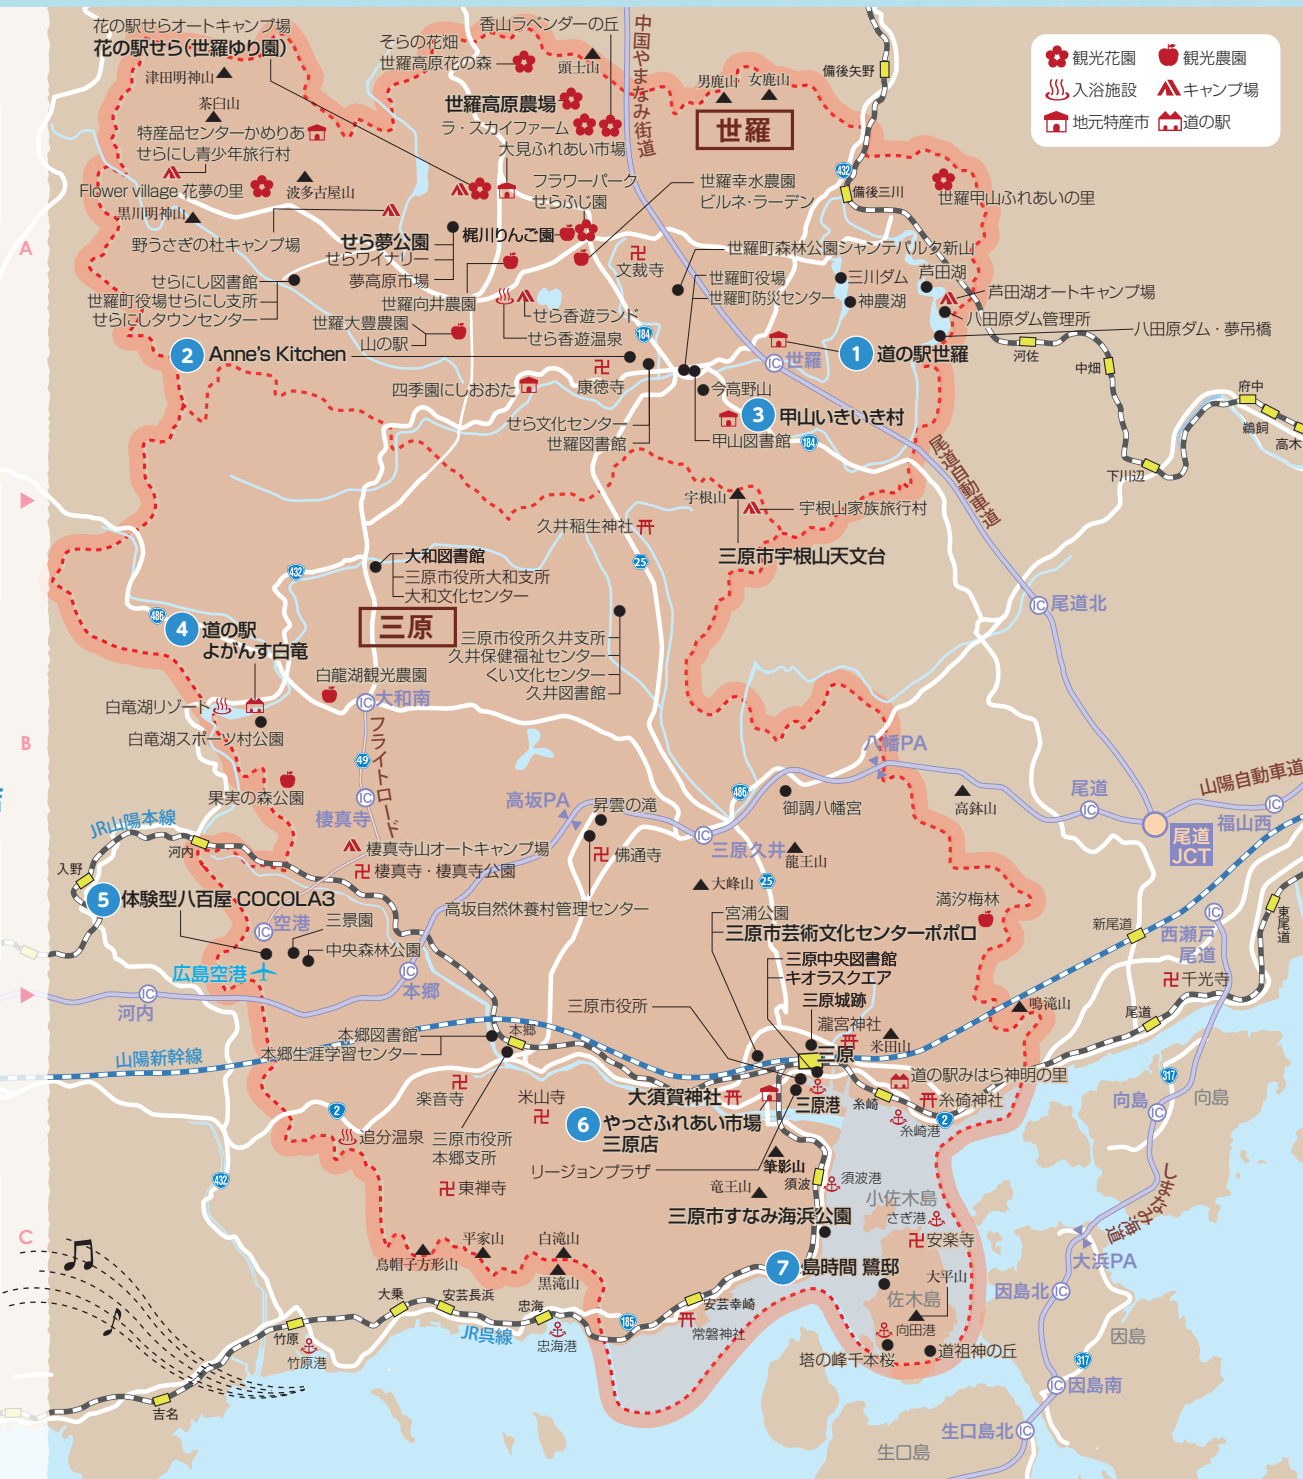 花の駅せらオートキャンプ場
花の駅せら(世羅ゆり園)
津田明神山
茶臼山
特産品センターかめりあ
せらにし青少年旅行村
Flower village 花夢の里
波多古屋山
黒川明神山
野うさぎの杜キャンプ場
香山ラベンダーの丘
そらの花畑
世羅高原花の森
頭士山
世羅高原農場
ラ・スカイファーム
大見ふれあい市場
フラワーパーク
せらふじ園
中国やまなみ街道
男鹿山
女鹿山
備後矢野
世羅
観光花園
観光農園
入浴施設
キャンプ場
地元特産市
道の駅
432
備後三川
世羅甲山ふれあいの里
世羅幸水農園
ビルネ・ラーデン
A
せら夢公園
せらワイナリー
夢高原市場
梶川りんご園
文裁寺
世羅町森林公園シャンテパルク新山
世羅町役場
世羅町防災センター
三川ダム
神農湖
芦田湖
芦田湖オートキャンプ場
八田原ダム管理所
八田原ダム・夢吊橋
せらにし図書館
世羅町役場せらにし支所
せらにしタウンセンター
世羅向井農園
世羅大豊農園
山の駅
せら香遊ランド
せら香遊温泉
184
2 Anne's Kitchen
康徳寺
IC 世羅
1 道の駅世羅
河佐
中畑
府中
鵜飼
高木
下川辺
四季園にしおおた
今高野山
3 甲山いきいき村
せら文化センター
世羅図書館
甲山図書館
184
尾道自動車道
宇根山
宇根山家族旅行村
久井稲生神社
三原市宇根山天文台
25
大和図書館
三原市役所大和支所
大和文化センター
432
486
4 道の駅
よがんす白竜
三原
三原市役所久井支所
久井保健福祉センター
くい文化センター
久井図書館
IC 尾道北
白龍湖観光農園
白竜湖リゾート
IC 大和南
白竜湖スポーツ村公園
B
フライトロード
49
果実の森公園
八幡PA
486
御調八幡宮
高鉢山
尾道
IC
山陽自動車道
福山西
IC
尾道
JCT
JR山陽本線
河内
入野
IC
棲真寺
高坂PA
昇雲の滝
佛通寺
IC
三原久井
龍王山
棲真寺山オートキャンプ場
棲真寺・棲真寺公園
大峰山
25
5 体験型八百屋 COCOLA3
高坂自然休養村管理センター
満汐梅林
宮浦公園
三原市芸術文化センターポポロ
三景園
中央森林公園
IC 空港
広島空港
三原中央図書館
キオラスクエア
三原城跡
新尾道
IC
西瀬戸
尾道
東尾道
千光寺
IC
河内
IC
本郷
三原市役所
瀧宮神社
米田山
鳴滝山
尾道
山陽新幹線
本郷図書館
本郷生涯学習センター
本郷
三原
道の駅みはら神明の里
糸碕神社
2
楽音寺
米山寺
大須賀神社
三原港
糸崎
糸崎港
2
317
向島
IC
向島
6 やっさふれあい市場
三原店
追分温泉
三原市役所
本郷支所
リージョンプラザ
筆影山
須波
須波港
東禅寺
竜王山
小佐木島
さぎ港
432
三原市すなみ海浜公園
安楽寺
しまなみ海道
C
烏帽子方形山
平家山
白滝山
黒滝山
7 島時間 鷺邸
大平山
佐木島
大浜PA
因島北 IC
大乗
安芸長浜
忠海
安芸幸崎
185
JR呉線
忠海港
常磐神社
向田港
塔の峰千本桜
道祖神の丘
因島
竹原
竹原港
317
IC 因島南
吉名
生口島北 IC
生口島